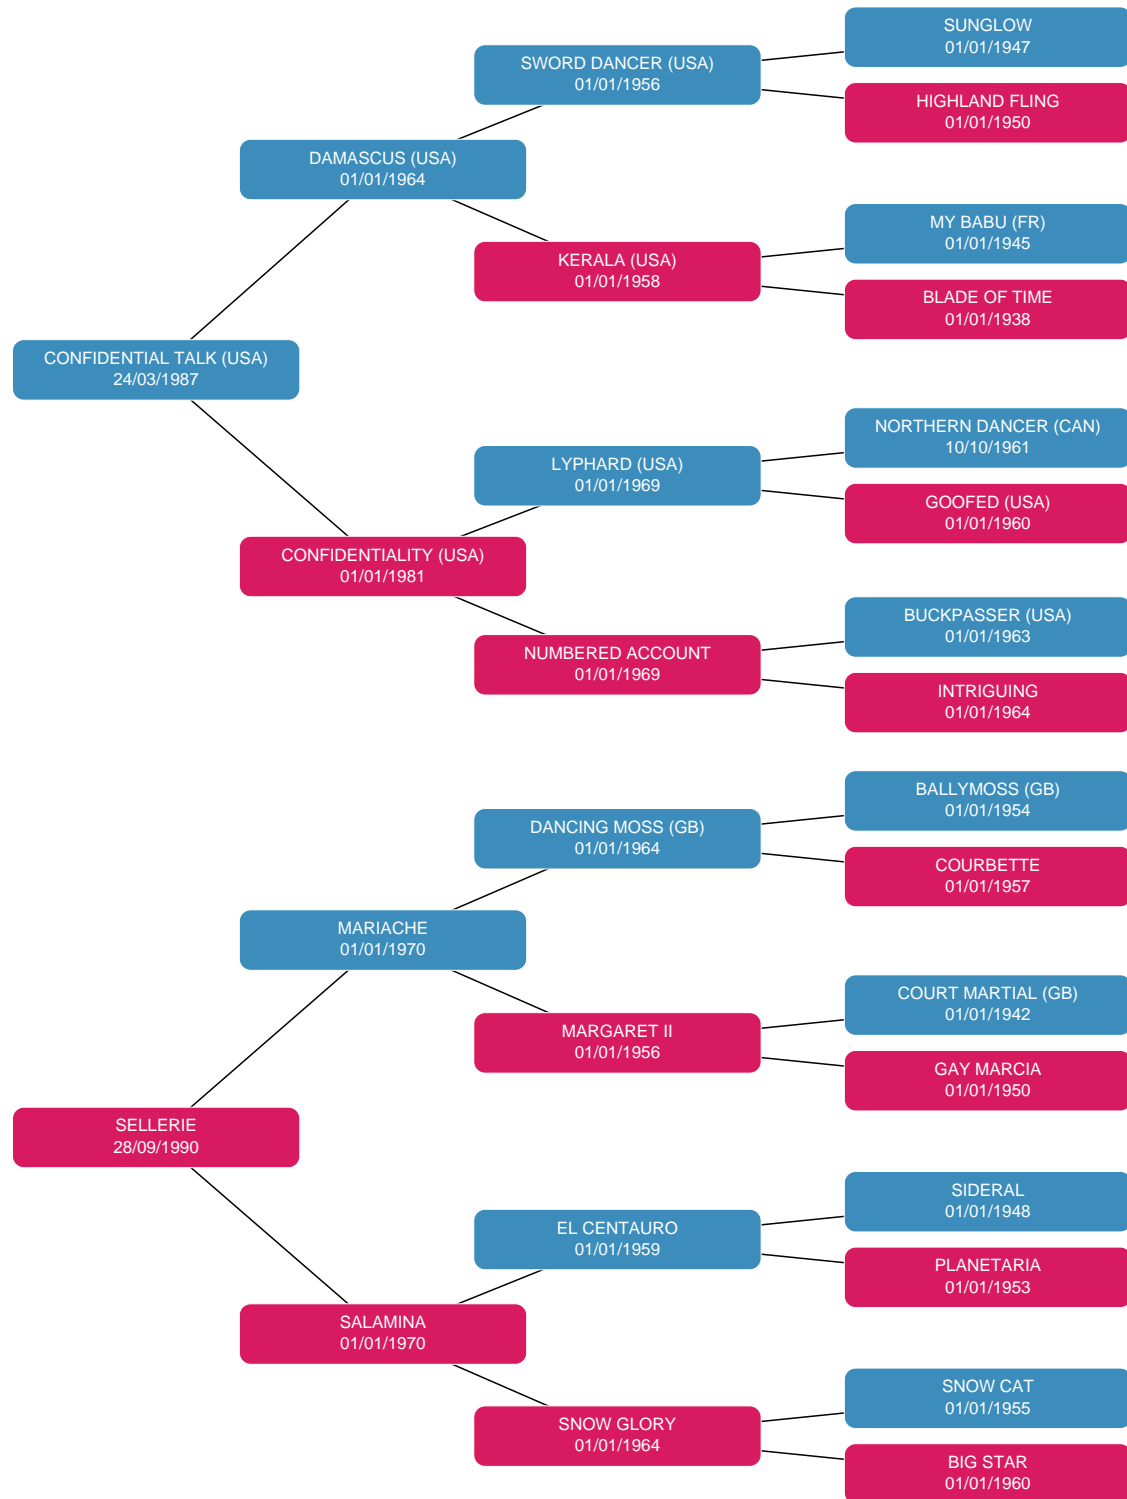 SUNGLOW
01/01/1947
SWORD DANCER (USA)
01/01/1956
HIGHLAND FLING
01/01/1950
DAMASCUS (USA)
01/01/1964
MY BABU (FR)
01/01/1945
KERALA (USA)
01/01/1958
BLADE OF TIME
01/01/1938
CONFIDENTIAL TALK (USA)
24/03/1987
NORTHERN DANCER (CAN)
10/10/1961
LYPHARD (USA)
01/01/1969
GOOFED (USA)
01/01/1960
CONFIDENTIALITY (USA)
01/01/1981
BUCKPASSER (USA)
01/01/1963
NUMBERED ACCOUNT
01/01/1969
INTRIGUING
01/01/1964
BALLYMOSS (GB)
01/01/1954
DANCING MOSS (GB)
01/01/1964
COURBETTE
01/01/1957
MARIACHE
01/01/1970
COURT MARTIAL (GB)
01/01/1942
MARGARET II
01/01/1956
GAY MARCIA
01/01/1950
SELLERIE
28/09/1990
SIDERAL
01/01/1948
EL CENTAURO
01/01/1959
PLANETARIA
01/01/1953
SALAMINA
01/01/1970
SNOW CAT
01/01/1955
SNOW GLORY
01/01/1964
BIG STAR
01/01/1960